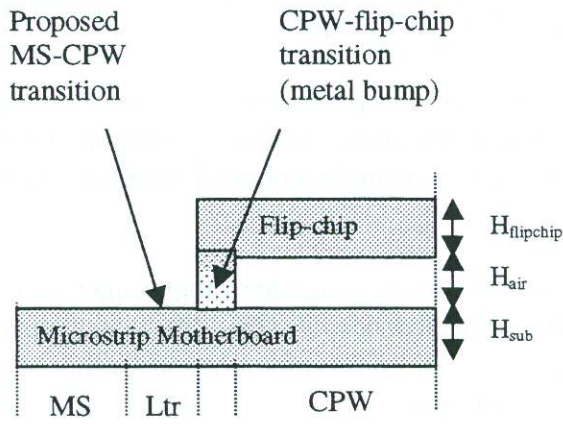 Proposed
MS-CPW
transition
CPW-flip-chip
transition
(metal bump)
Flip-chip
H_flipchip
H_air
Microstrip Motherboard
H_sub
MS
Ltr
CPW